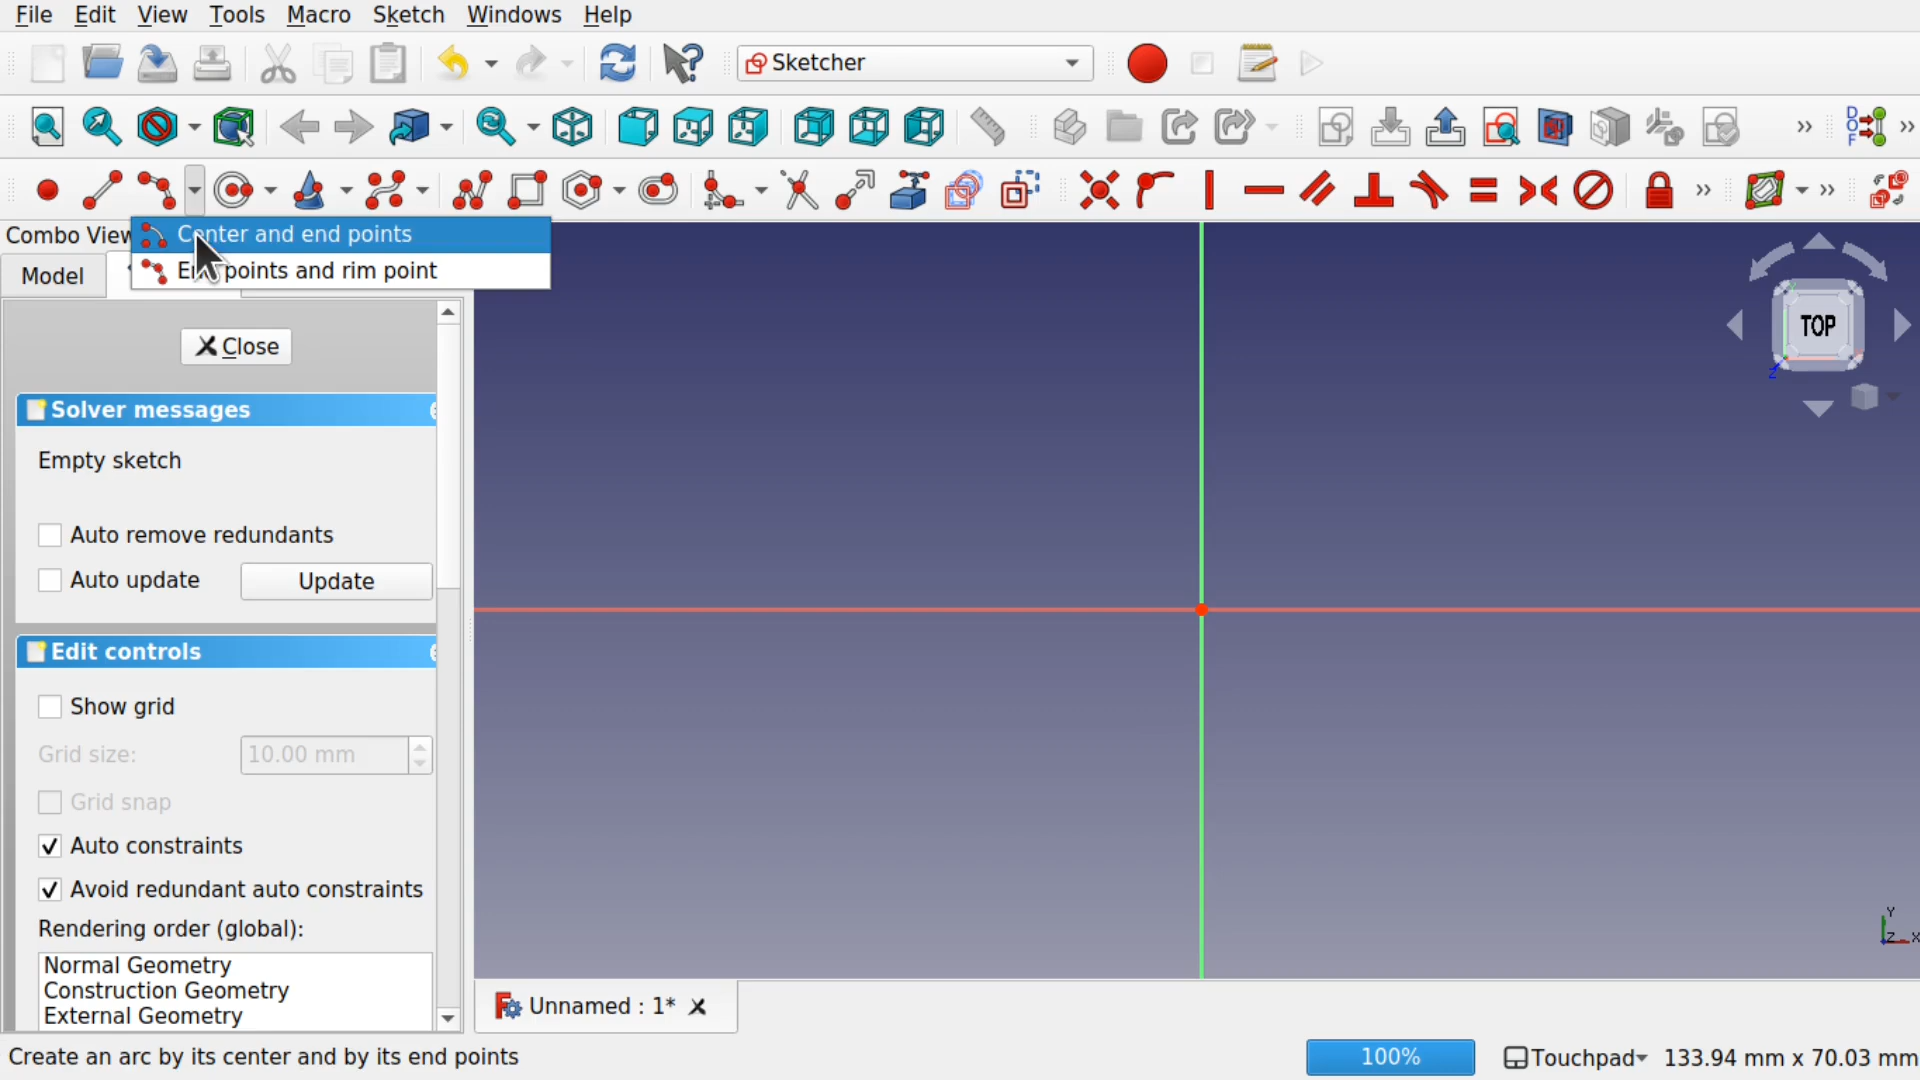 File Edit View Tools Macro Sketch Windows Help
Sketcher
DOF
Combo View
Center and end points
Model
points and rim point
Close
TOP
Z
Solver messages
Empty sketch
Auto remove redundants
Auto update Update
Edit controls
Show grid
Grid size: 10.00 mm
Grid snap
Auto constraints
Avoid redundant auto constraints
Rendering order (global):
Y
Z X
Normal Geometry
Construction Geometry
External Geometry
Unnamed : 1*
Create an arc by its center and by its end points 100% Touchpad 133.94 mm x 70.03 mm